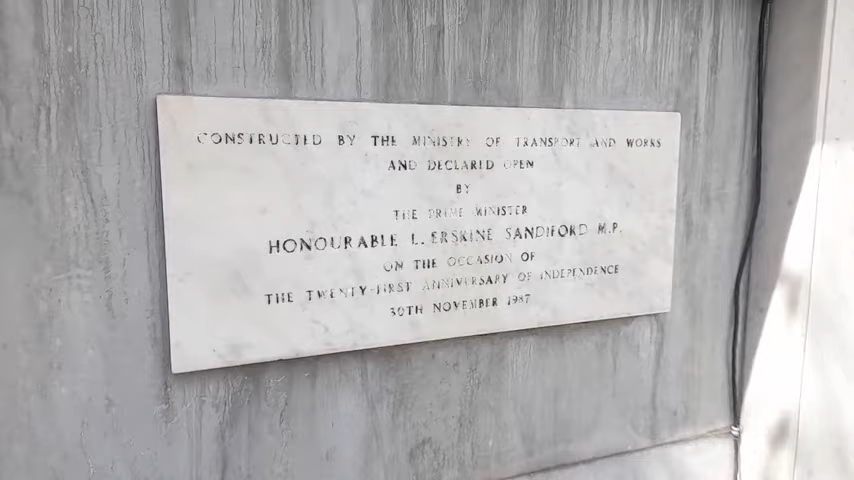 CONSTRUCTED BY THE MINISTRY OF TRANSPORT AND WORKS
AND DECLARED OPEN
BY
THE PRIME MINISTER
HONOURABLE L. ERSKINE SANDIFORD M.P.
ON THE OCCASION OF
THE TWENTY-FIRST ANNIVERSARY OF INDEPENDENCE
30TH NOVEMBER 1987